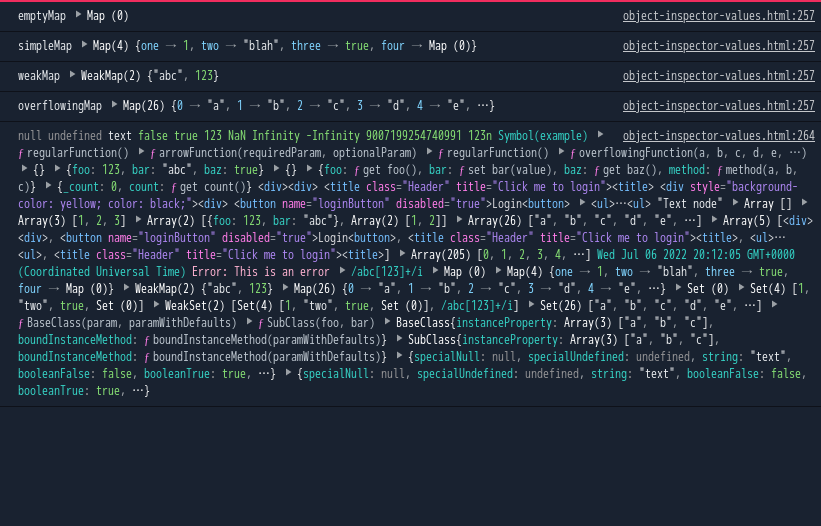 emptyMap Map (0) object-inspector-values.html:257
simpleMap Map(4) {one → 1, two → "blah", three → true, four → Map (0)} object-inspector-values.html:257
weakMap WeakMap(2) {"abc", 123} object-inspector-values.html:257
overflowingMap Map(26) {0 → "a", 1 → "b", 2 → "c", 3 → "d", 4 → "e", …} object-inspector-values.html:257
null undefined text false true 123 NaN Infinity -Infinity 9007199254740991 123n Symbol(example) object-inspector-values.html:264
ƒ regularFunction() ƒ arrowFunction(requiredParam, optionalParam) ƒ regularFunction() ƒ overflowingFunction(a, b, c, d, e, …)
{} {foo: 123, bar: "abc", baz: true} {} {foo: ƒ get foo(), bar: ƒ set bar(value), baz: ƒ get baz(), method: ƒ method(a, b,
c)} {_count: 0, count: ƒ get count()} <div><div> <title class="Header" title="Click me to login"><title> <div style="background-
color: yellow; color: black;"><div> <button name="loginButton" disabled="true">Login<button> <ul>…<ul> "Text node" Array []
Array(3) [1, 2, 3] Array(2) [{foo: 123, bar: "abc"}, Array(2) [1, 2]] Array(26) ["a", "b", "c", "d", "e", …] Array(5) [<div>
<div>, <button name="loginButton" disabled="true">Login<button>, <title class="Header" title="Click me to login"><title>, <ul>…
<ul>, <title class="Header" title="Click me to login"><title>] Array(205) [0, 1, 2, 3, 4, …] Wed Jul 06 2022 20:12:05 GMT+0000
(Coordinated Universal Time) Error: This is an error /abc[123]+/i Map (0) Map(4) {one → 1, two → "blah", three → true,
four → Map (0)} WeakMap(2) {"abc", 123} Map(26) {0 → "a", 1 → "b", 2 → "c", 3 → "d", 4 → "e", …} Set (0) Set(4) [1,
"two", true, Set (0)] WeakSet(2) [Set(4) [1, "two", true, Set (0)], /abc[123]+/i] Set(26) ["a", "b", "c", "d", "e", …]
ƒ BaseClass(param, paramWithDefaults) ƒ SubClass(foo, bar) BaseClass{instanceProperty: Array(3) ["a", "b", "c"],
boundInstanceMethod: ƒ boundInstanceMethod(paramWithDefaults)} SubClass{instanceProperty: Array(3) ["a", "b", "c"],
boundInstanceMethod: ƒ boundInstanceMethod(paramWithDefaults)} {specialNull: null, specialUndefined: undefined, string: "text",
booleanFalse: false, booleanTrue: true, …} {specialNull: null, specialUndefined: undefined, string: "text", booleanFalse: false,
booleanTrue: true, …}